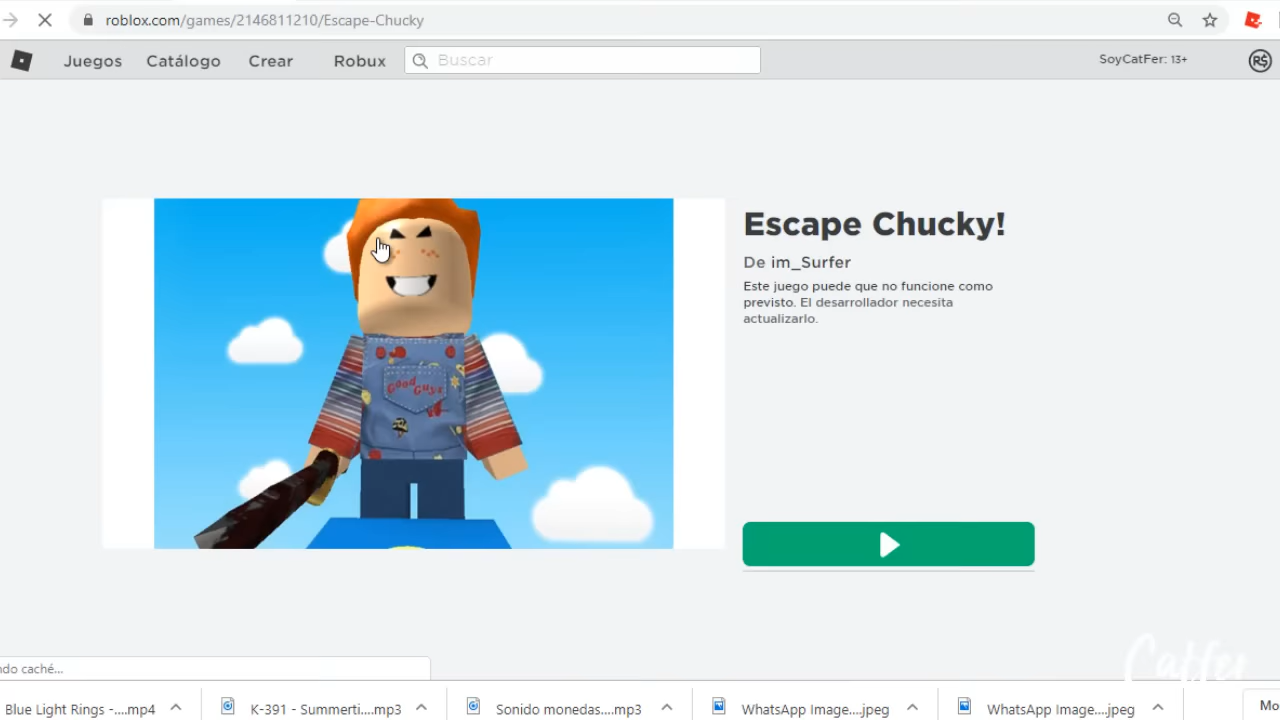 roblox.com/games/2146811210/Escape-Chucky
Juegos Catálogo Crear Robux Buscar SoyCatFer: 13+ R$
Escape Chucky!
De im_Surfer
Este juego puede que no funcione como
previsto. El desarrollador necesita
actualizarlo.
Good Guys
ndo caché...
Catfer
Blue Light Rings -....mp4 K-391 - Summerti....mp3 Sonido monedas....mp3 WhatsApp Image....jpeg WhatsApp Image....jpeg Mo